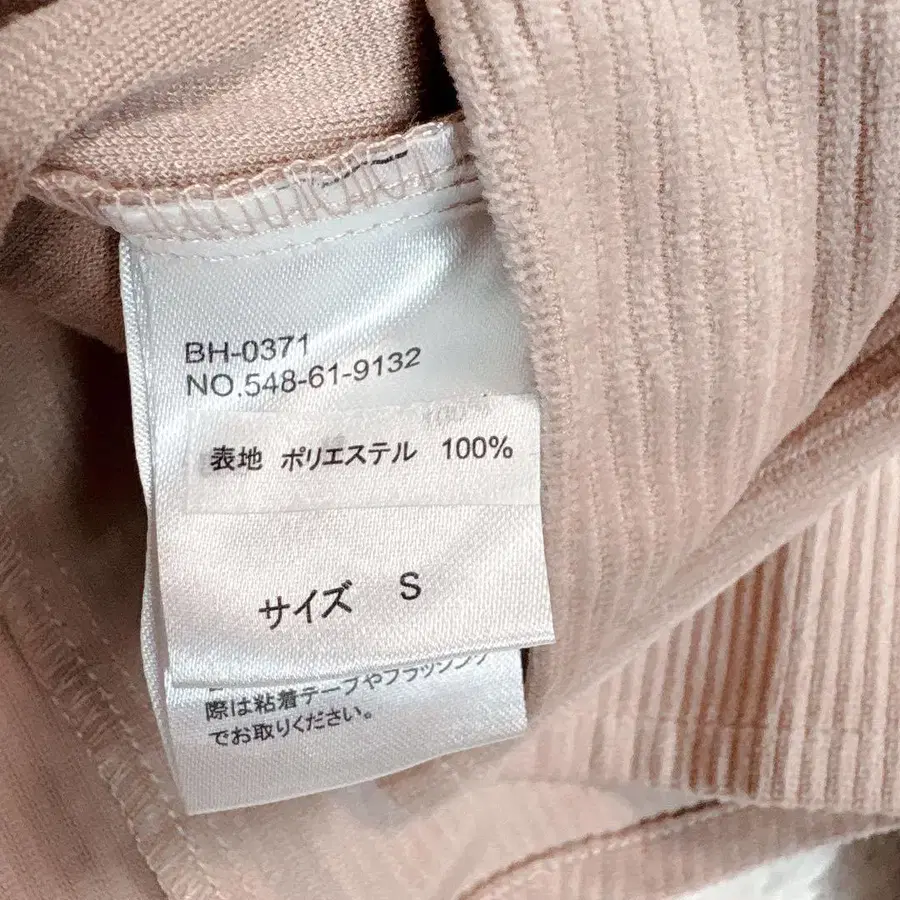 BH-0371
NO.548-61-9132
表地 ポリエステル 100%
サイズ S
際は粘着テープやブラッシング
でお取りください。